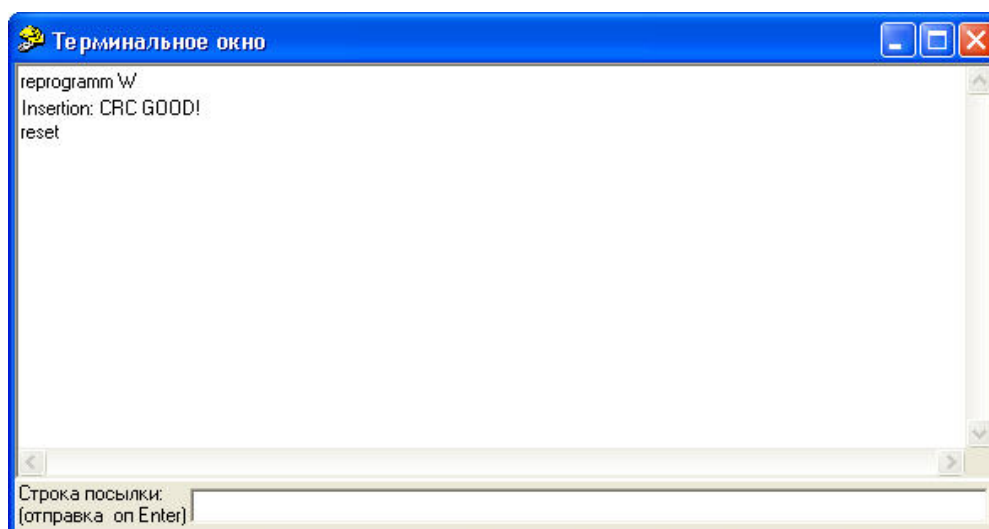 Терминальное окно
reprogramm W
Insertion: CRC GOOD!
reset
Строка посылки:
(отправка on Enter)